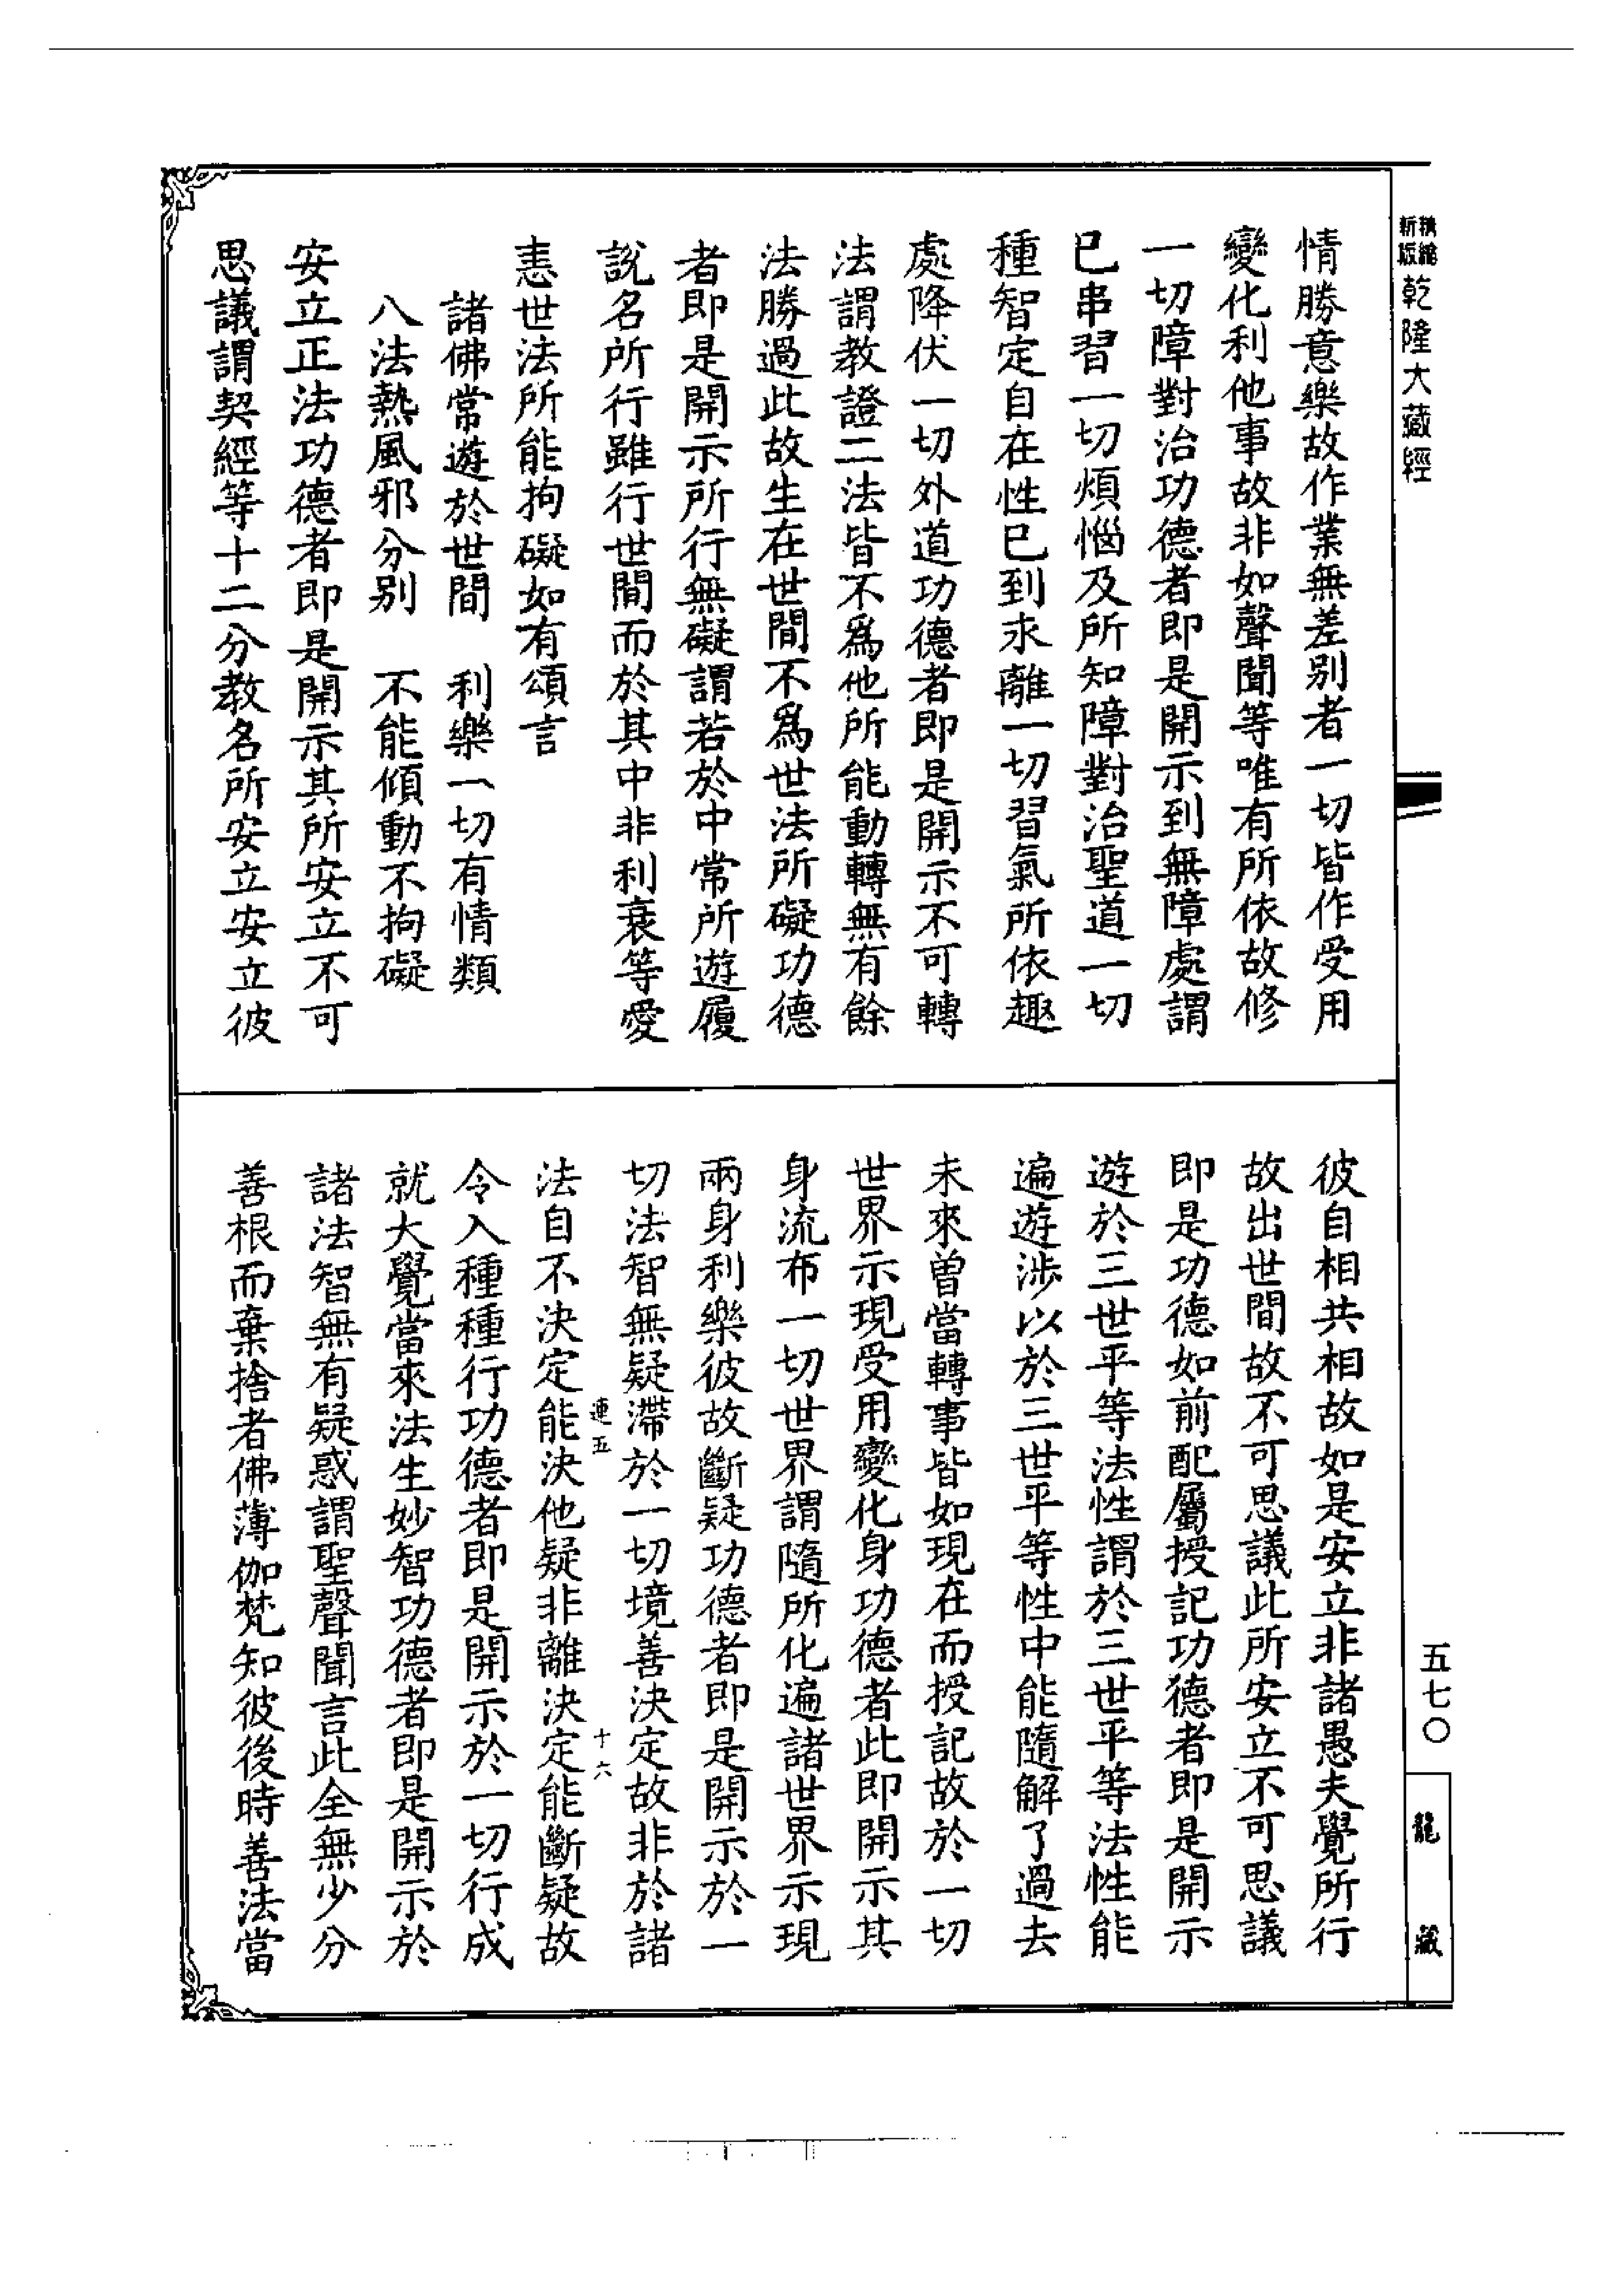 精縮新版乾隆大藏經
情勝意樂故作業無差别者一切皆作受用
變化利他事故非如聲聞等唯有所依故修
一切障對治功德者即是開示到無障處謂
已串習一切煩惱及所知障對治聖道一切
種智定自在性已到永離一切習氣所依趣
處降伏一切外道功德者即是開示不可轉
法謂教證二法皆不爲他所能動轉無有餘
法勝過此故生在世間不爲世法所礙功德
者即是開示所行無礙謂若於中常所遊履
說名所行雖行世間而於其中非利衰等愛
恚世法所能拘礙如有頌言
諸佛常遊於世間　利樂一切有情類
八法熱風邪分别　不能傾動不拘礙
安立正法功德者即是開示其所安立不可
思議謂契經等十二分教名所安立安立彼
彼自相共相故如是安立非諸愚夫覺所行
故出世間故不可思議此所安立不可思議
即是功德如前配屬授記功德者即是開示
遊於三世平等法性謂於三世平等法性能
遍遊涉以於三世平等性中能隨解了過去
未來曾當轉事皆如現在而授記故於一切
世界示現受用變化身功德者此即開示其
身流布一切世界謂隨所化遍諸世界示現
兩身利樂彼故斷疑功德者即是開示於一
切法智無疑滯於一切境善決定故非於諸
連五　十六
法自不決定能決他疑非離決定能斷疑故
令入種種行功德者即是開示於一切行成
就大覺當來法生妙智功德者即是開示於
諸法智無有疑惑謂聖聲聞言此全無少分
善根而棄捨者佛薄伽梵知彼後時善法當
五七〇
龍藏